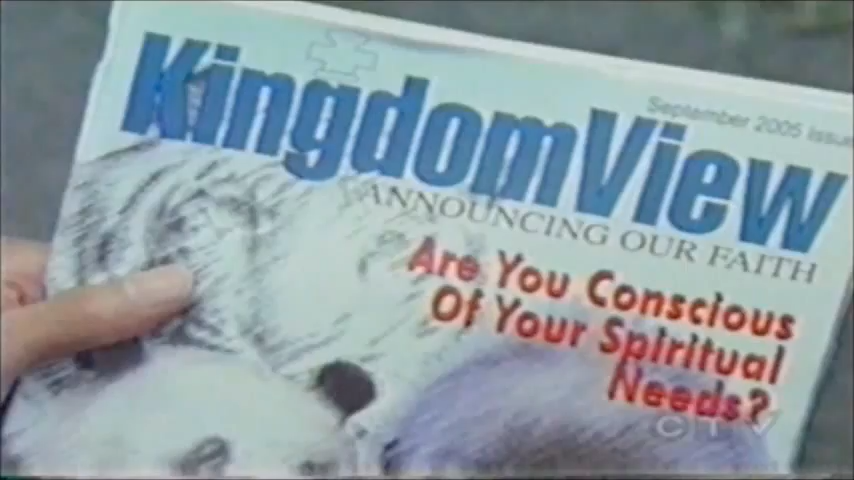 September 2005 issue
KingdomView
ANNOUNCING OUR FAITH
Are You Conscious
Of Your Spiritual
Needs?
CTV